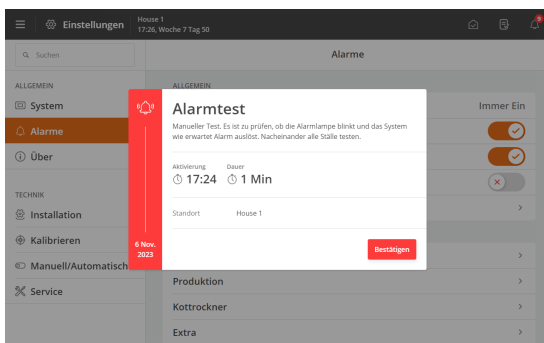 Einstellungen
House 1
17:26, Woche 7 Tag 50
Suchen
Alarme
ALLGEMEIN
System
Alarme
Über
TECHNIK
Installation
Kalibrieren
Manuell/Automatisch
Service
ALLGEMEIN
Immer Ein
Alarmtest
Manueller Test. Es ist zu prüfen, ob die Alarmlampe blinkt und das System
wie erwartet Alarm auslöst. Nacheinander alle Ställe testen.
Aktivierung Dauer
17:24 1 Min
Standort House 1
6 Nov.
2023
Bestätigen
Produktion
Kottrockner
Extra